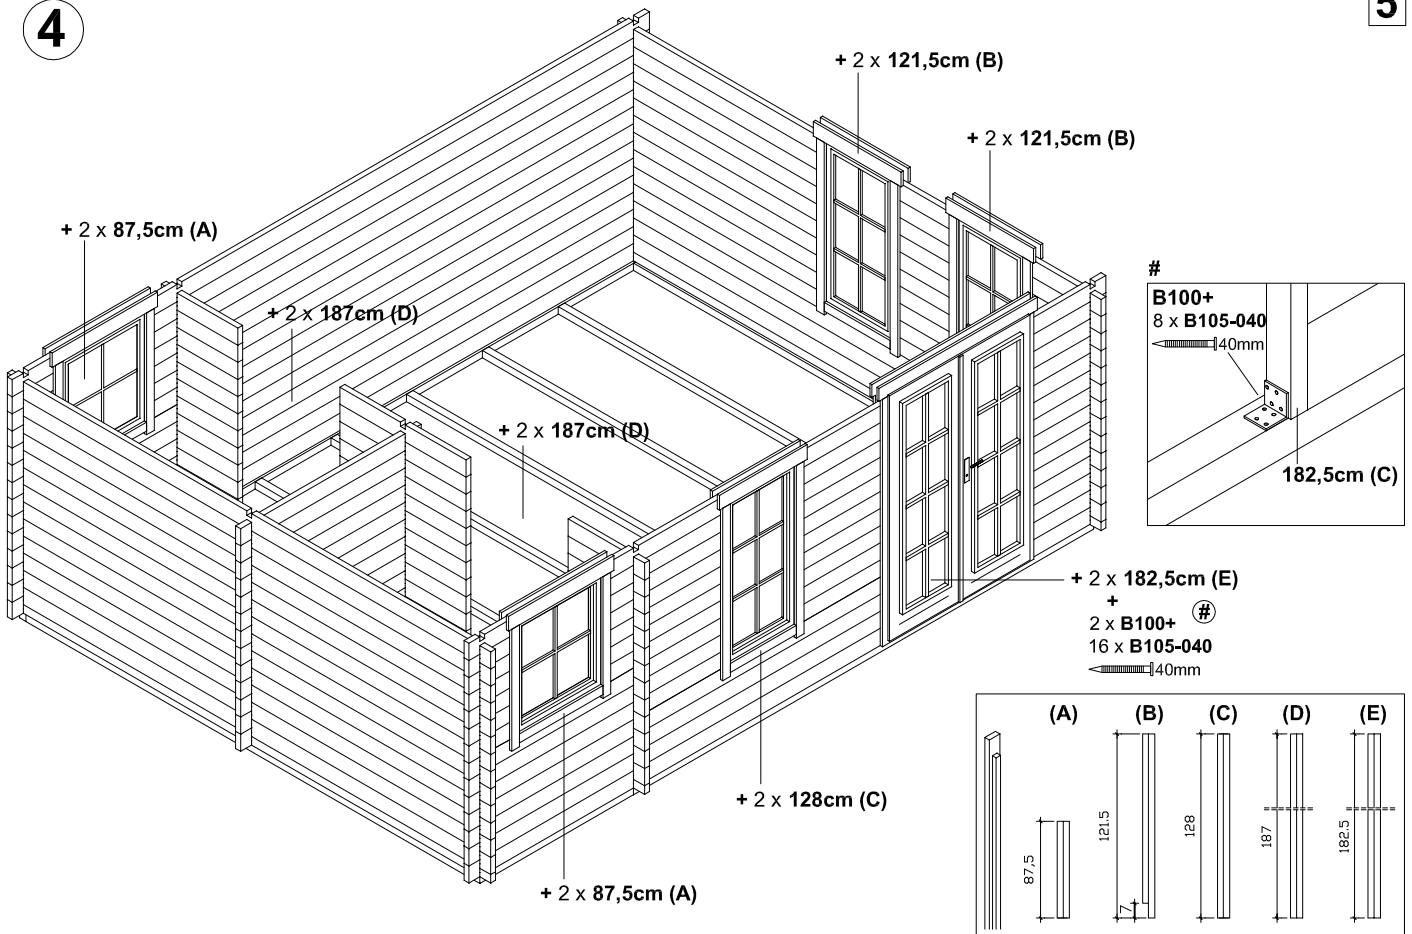 4
5
+ 2 x 121,5cm (B)
+ 2 x 121,5cm (B)
+ 2 x 87,5cm (A)
+ 2 x 187cm (D)
+ 2 x 187cm (D)
#
B100+
8 x B105-040
40mm
182,5cm (C)
+ 2 x 182,5cm (E)
+
2 x B100+ #
16 x B105-040
40mm
+ 2 x 128cm (C)
+ 2 x 87,5cm (A)
(A) (B) (C) (D) (E)
87,5
121.5
7
128
187
182.5